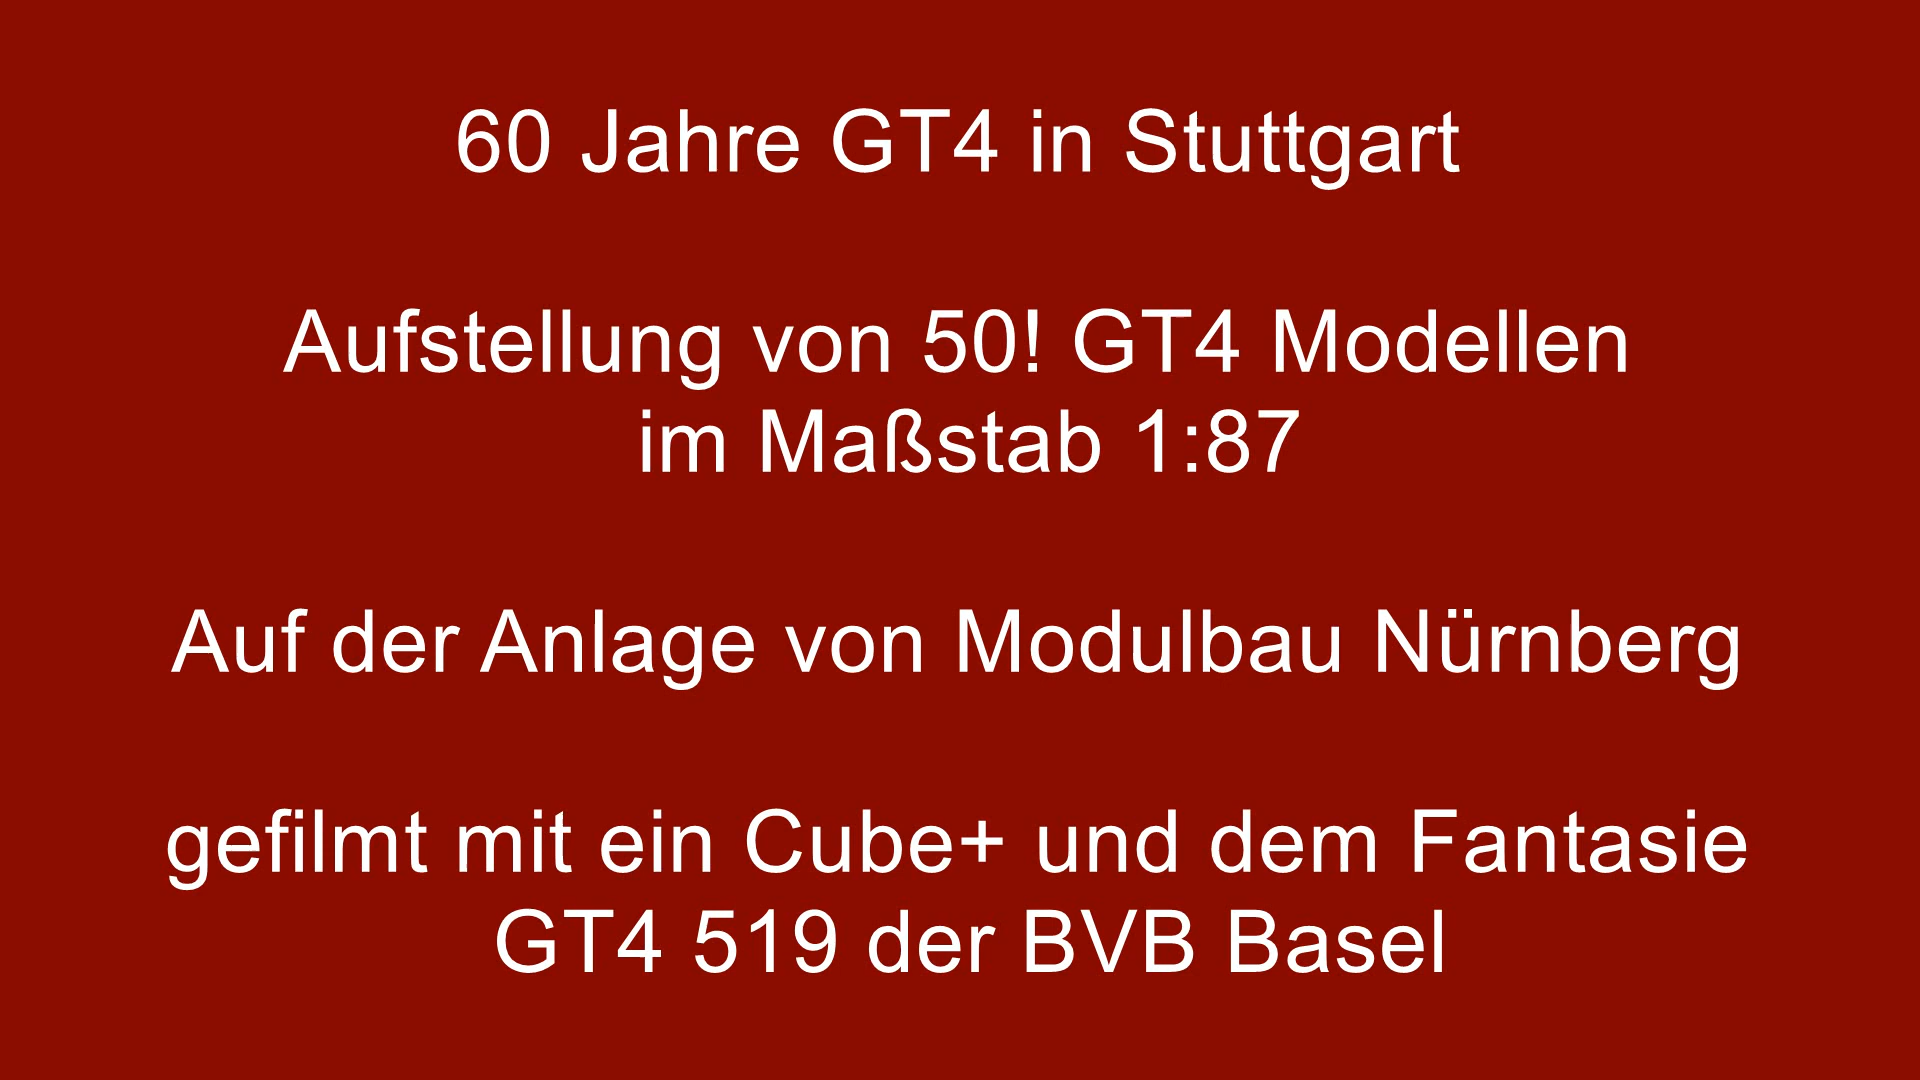 60 Jahre GT4 in Stuttgart
Aufstellung von 50! GT4 Modellen
im Maßstab 1:87
Auf der Anlage von Modulbau Nürnberg
gefilmt mit ein Cube+ und dem Fantasie
GT4 519 der BVB Basel